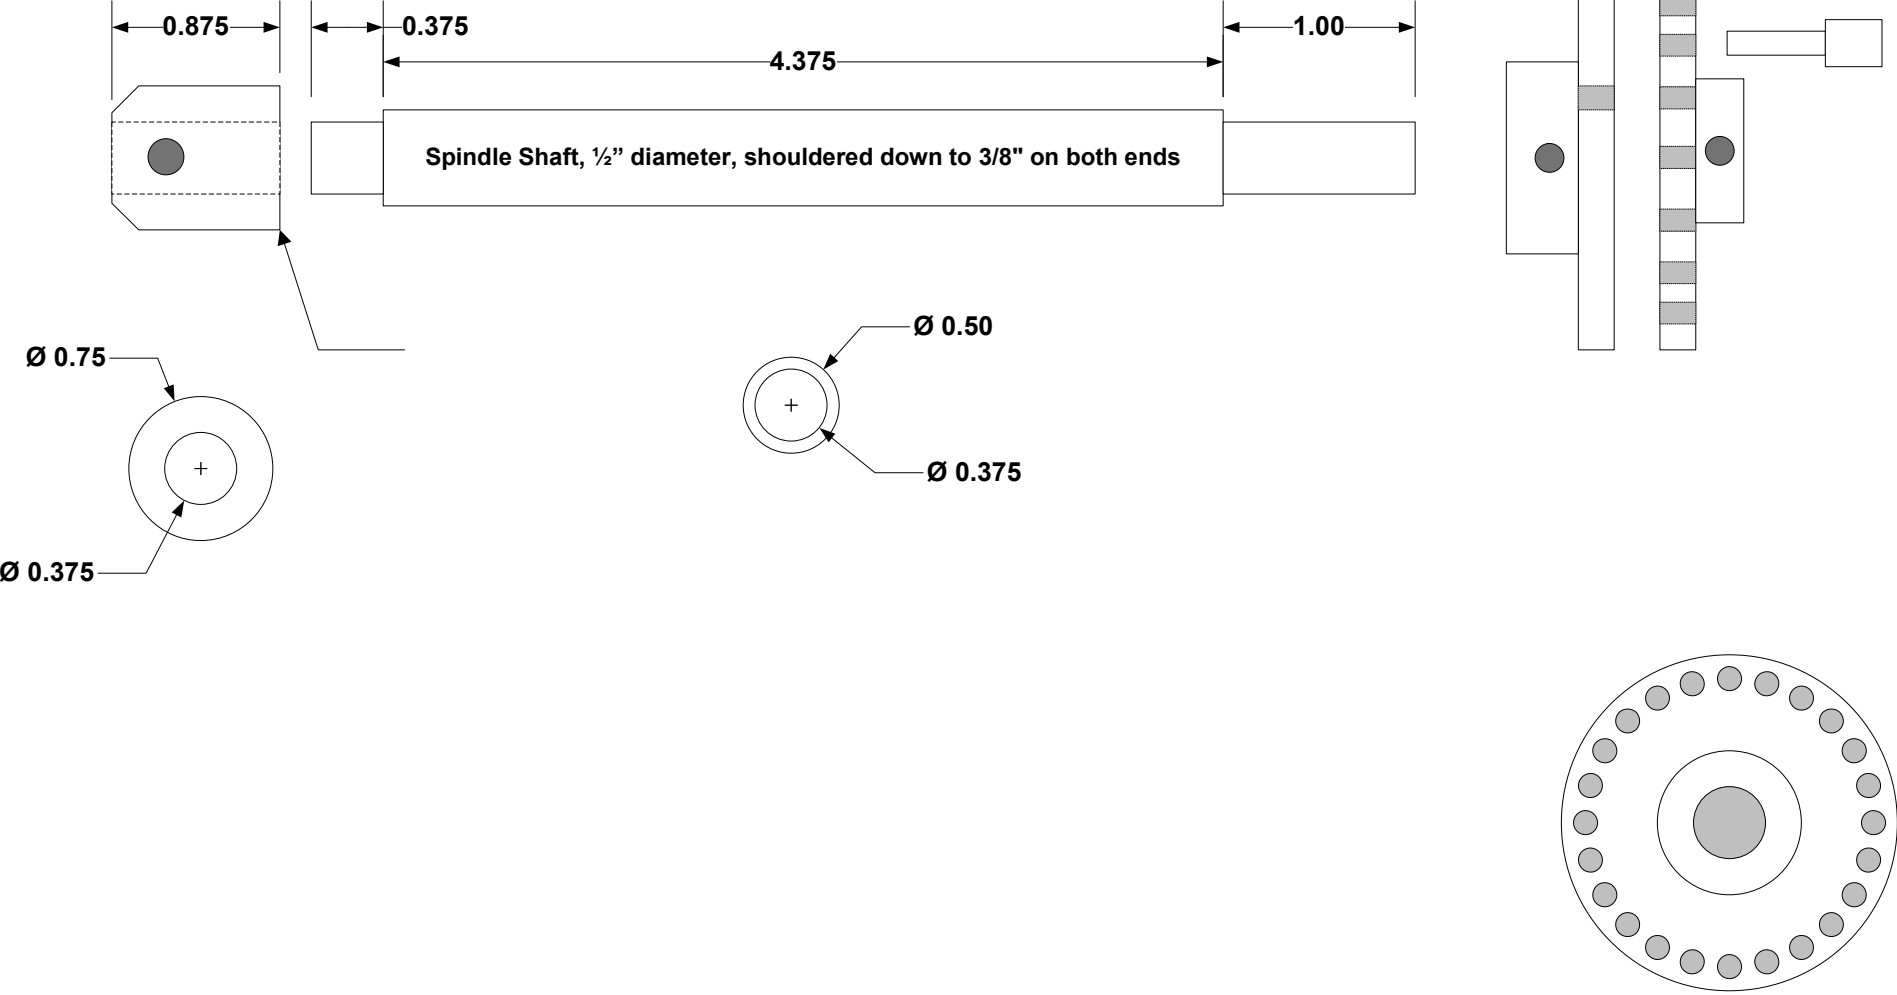 0.875
0.375
1.00
4.375
Spindle Shaft, ½” diameter, shouldered down to 3/8" on both ends
Ø 0.50
Ø 0.75
Ø 0.375
Ø 0.375